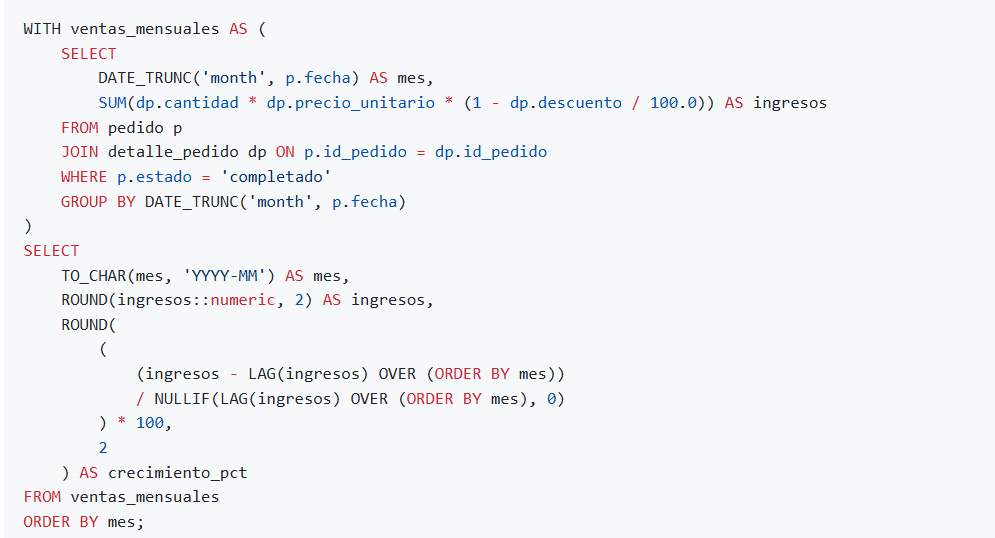 WITH ventas_mensuales AS (
    SELECT
        DATE_TRUNC('month', p.fecha) AS mes,
        SUM(dp.cantidad * dp.precio_unitario * (1 - dp.descuento / 100.0)) AS ingresos
    FROM pedido p
    JOIN detalle_pedido dp ON p.id_pedido = dp.id_pedido
    WHERE p.estado = 'completado'
    GROUP BY DATE_TRUNC('month', p.fecha)
)
SELECT
    TO_CHAR(mes, 'YYYY-MM') AS mes,
    ROUND(ingresos::numeric, 2) AS ingresos,
    ROUND(
        (
            (ingresos - LAG(ingresos) OVER (ORDER BY mes))
            / NULLIF(LAG(ingresos) OVER (ORDER BY mes), 0)
        ) * 100,
        2
    ) AS crecimiento_pct
FROM ventas_mensuales
ORDER BY mes;